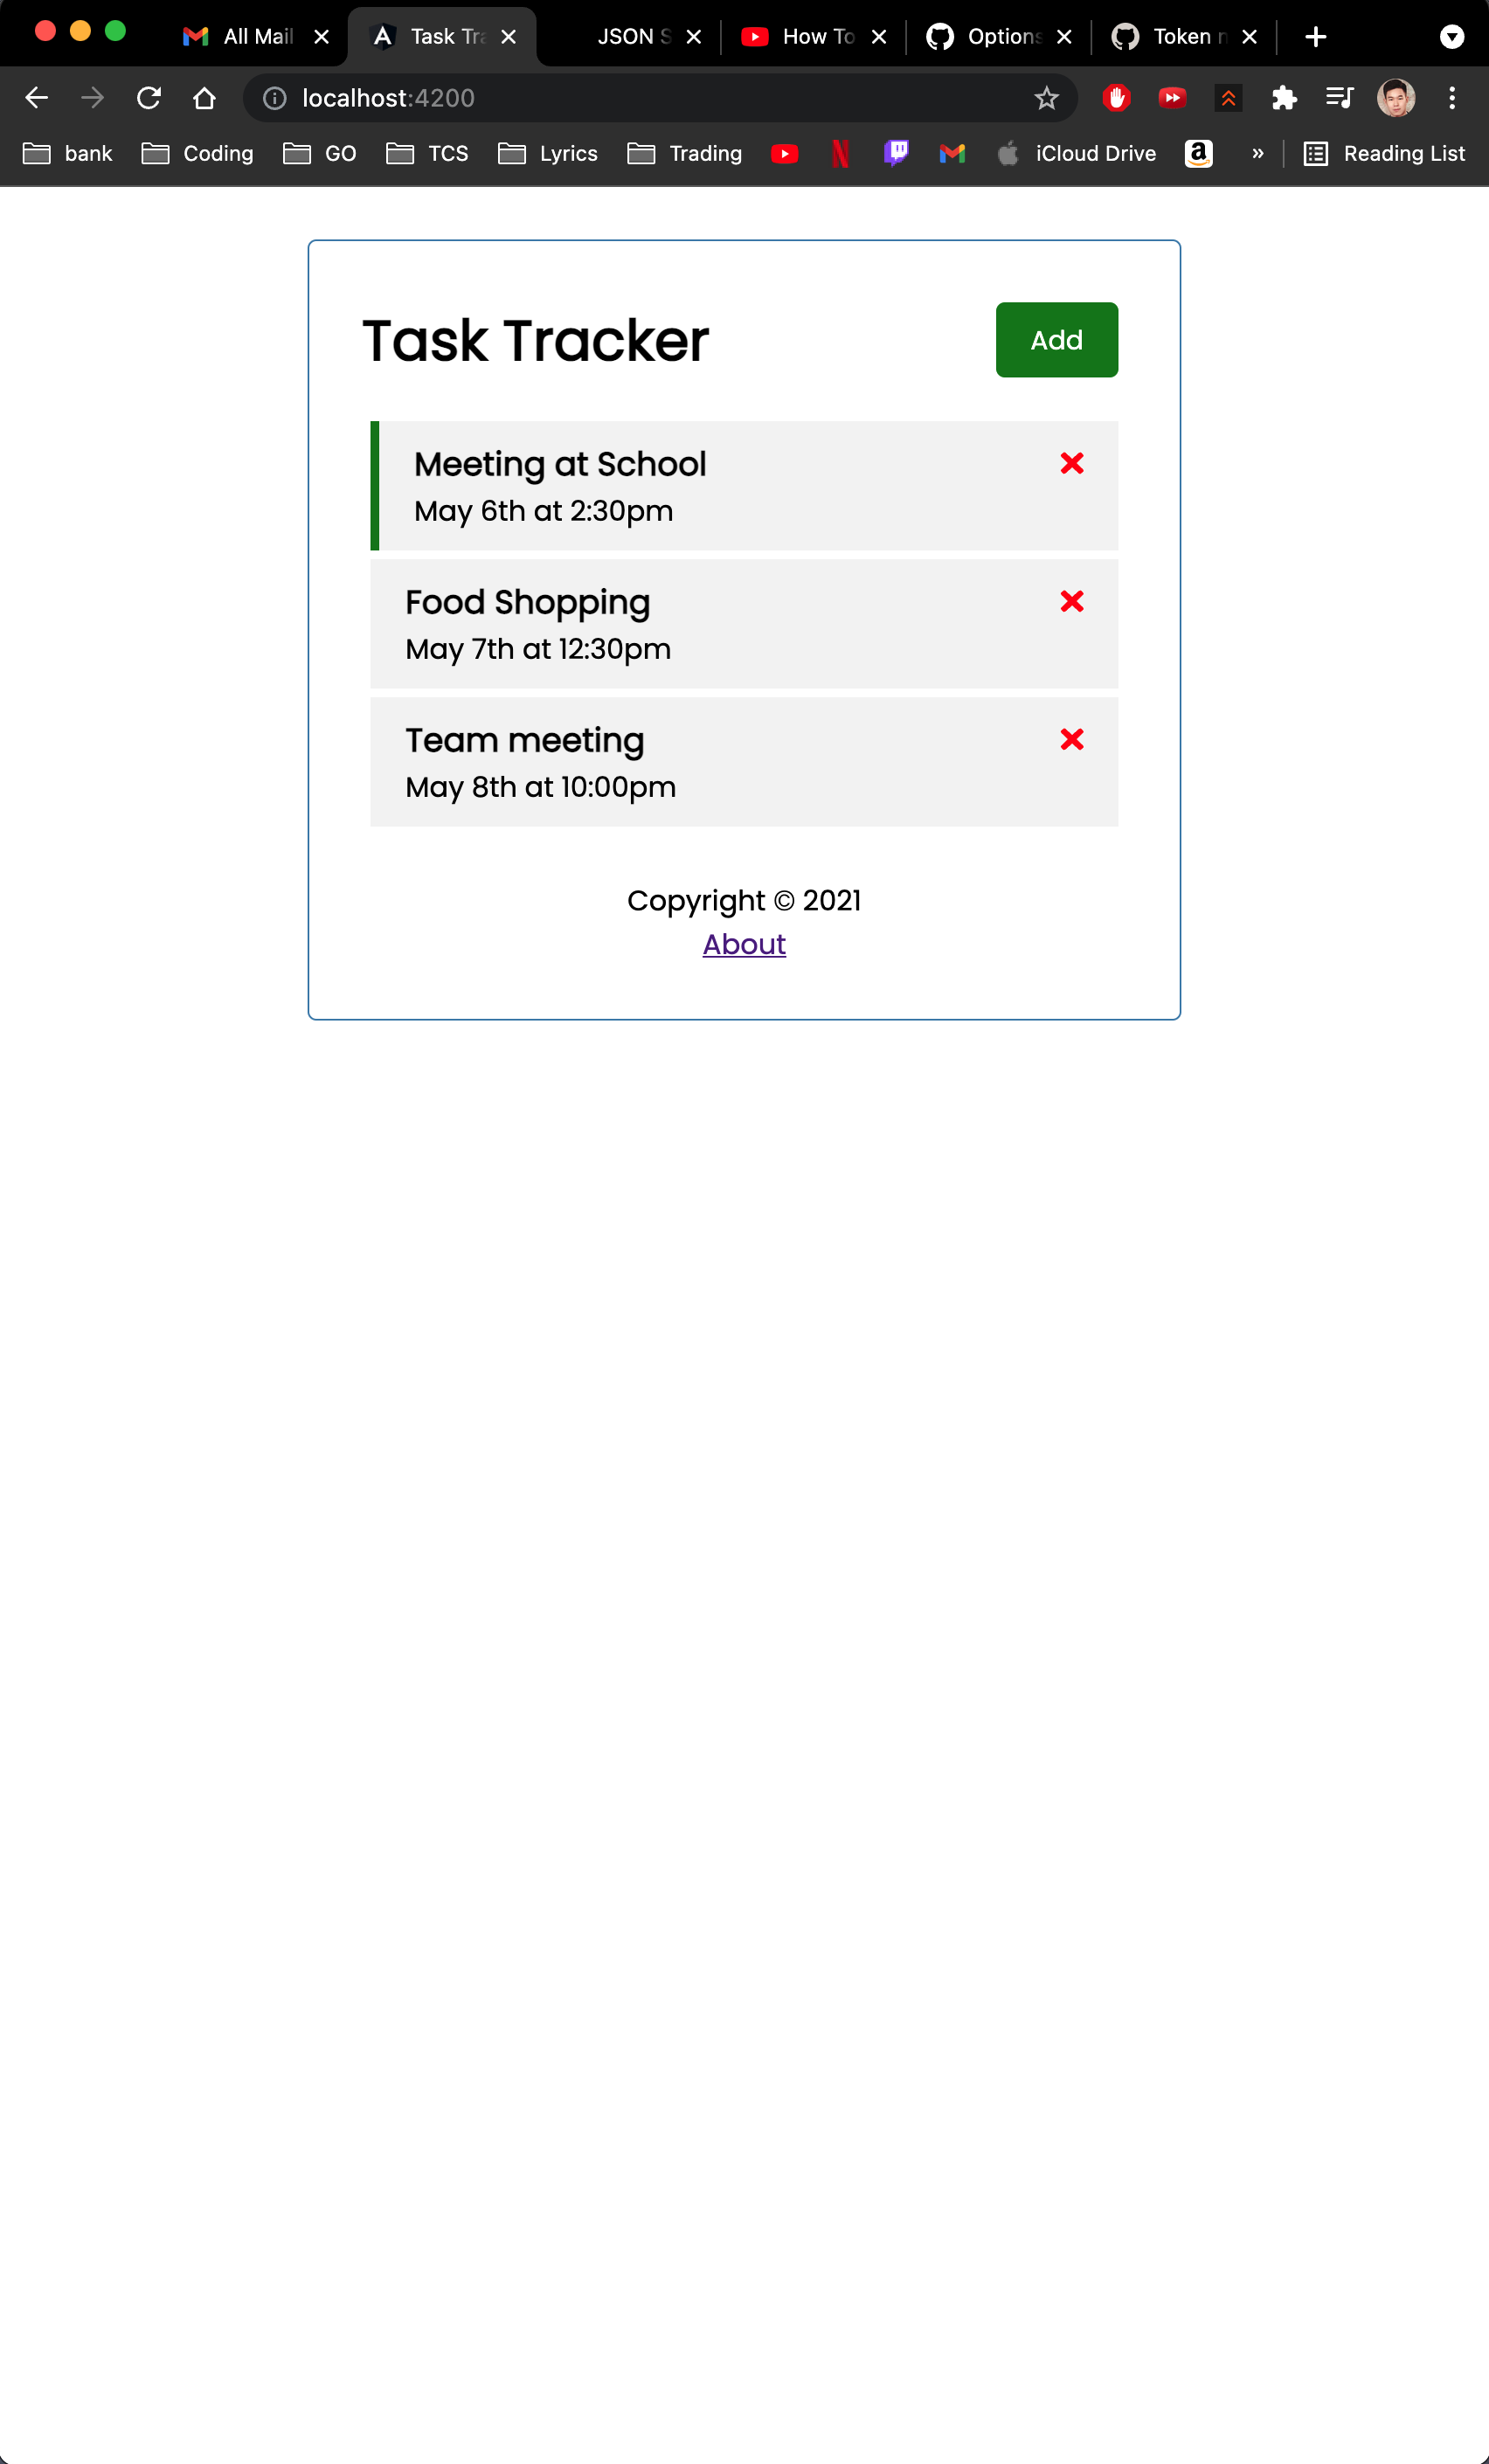 All Mail
Task Tra
JSON S
How To
Options
Token n
localhost:4200
bank
Coding
GO
TCS
Lyrics
Trading
iCloud Drive
Reading List
Task Tracker
Add
Meeting at School
May 6th at 2:30pm
Food Shopping
May 7th at 12:30pm
Team meeting
May 8th at 10:00pm
Copyright © 2021
About